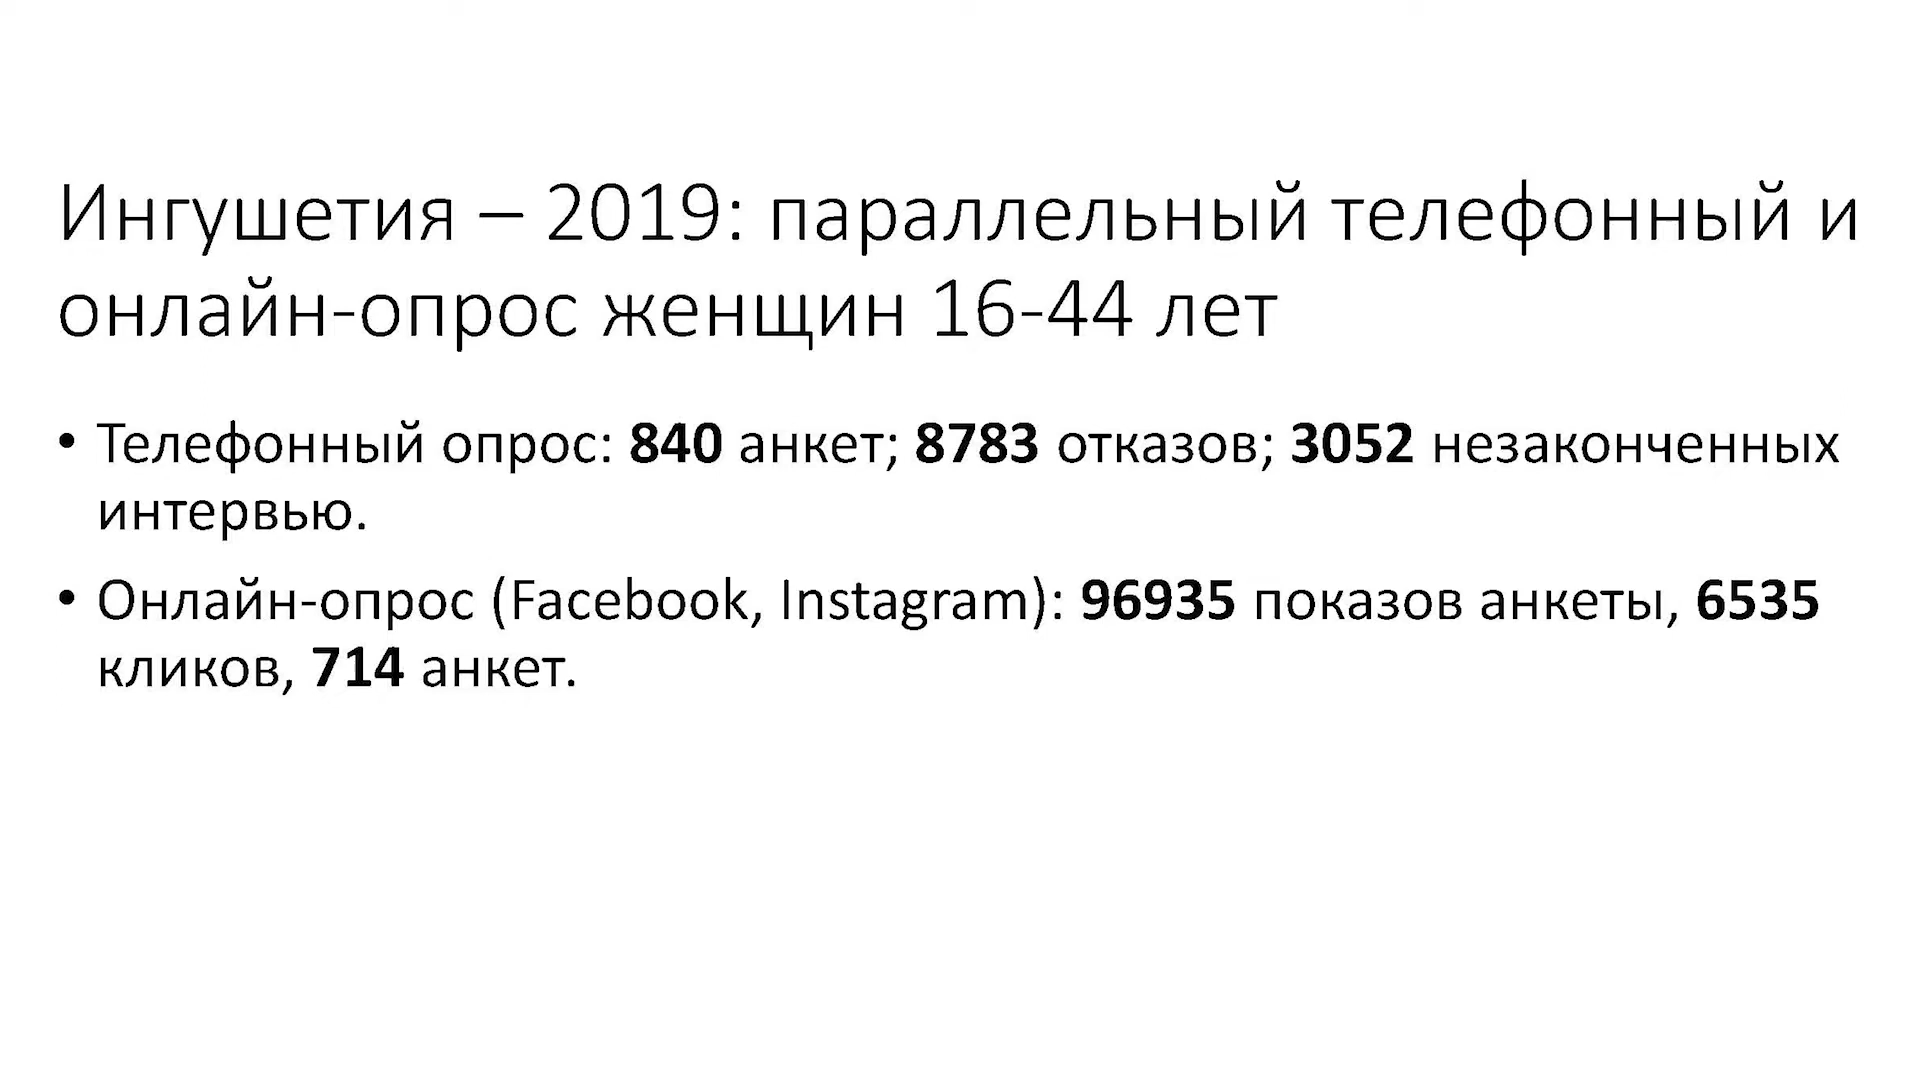 Ингушетия – 2019: параллельный телефонный и
онлайн-опрос женщин 16-44 лет
• Телефонный опрос: 840 анкет; 8783 отказов; 3052 незаконченных
интервью.
• Онлайн-опрос (Facebook, Instagram): 96935 показов анкеты, 6535
кликов, 714 анкет.